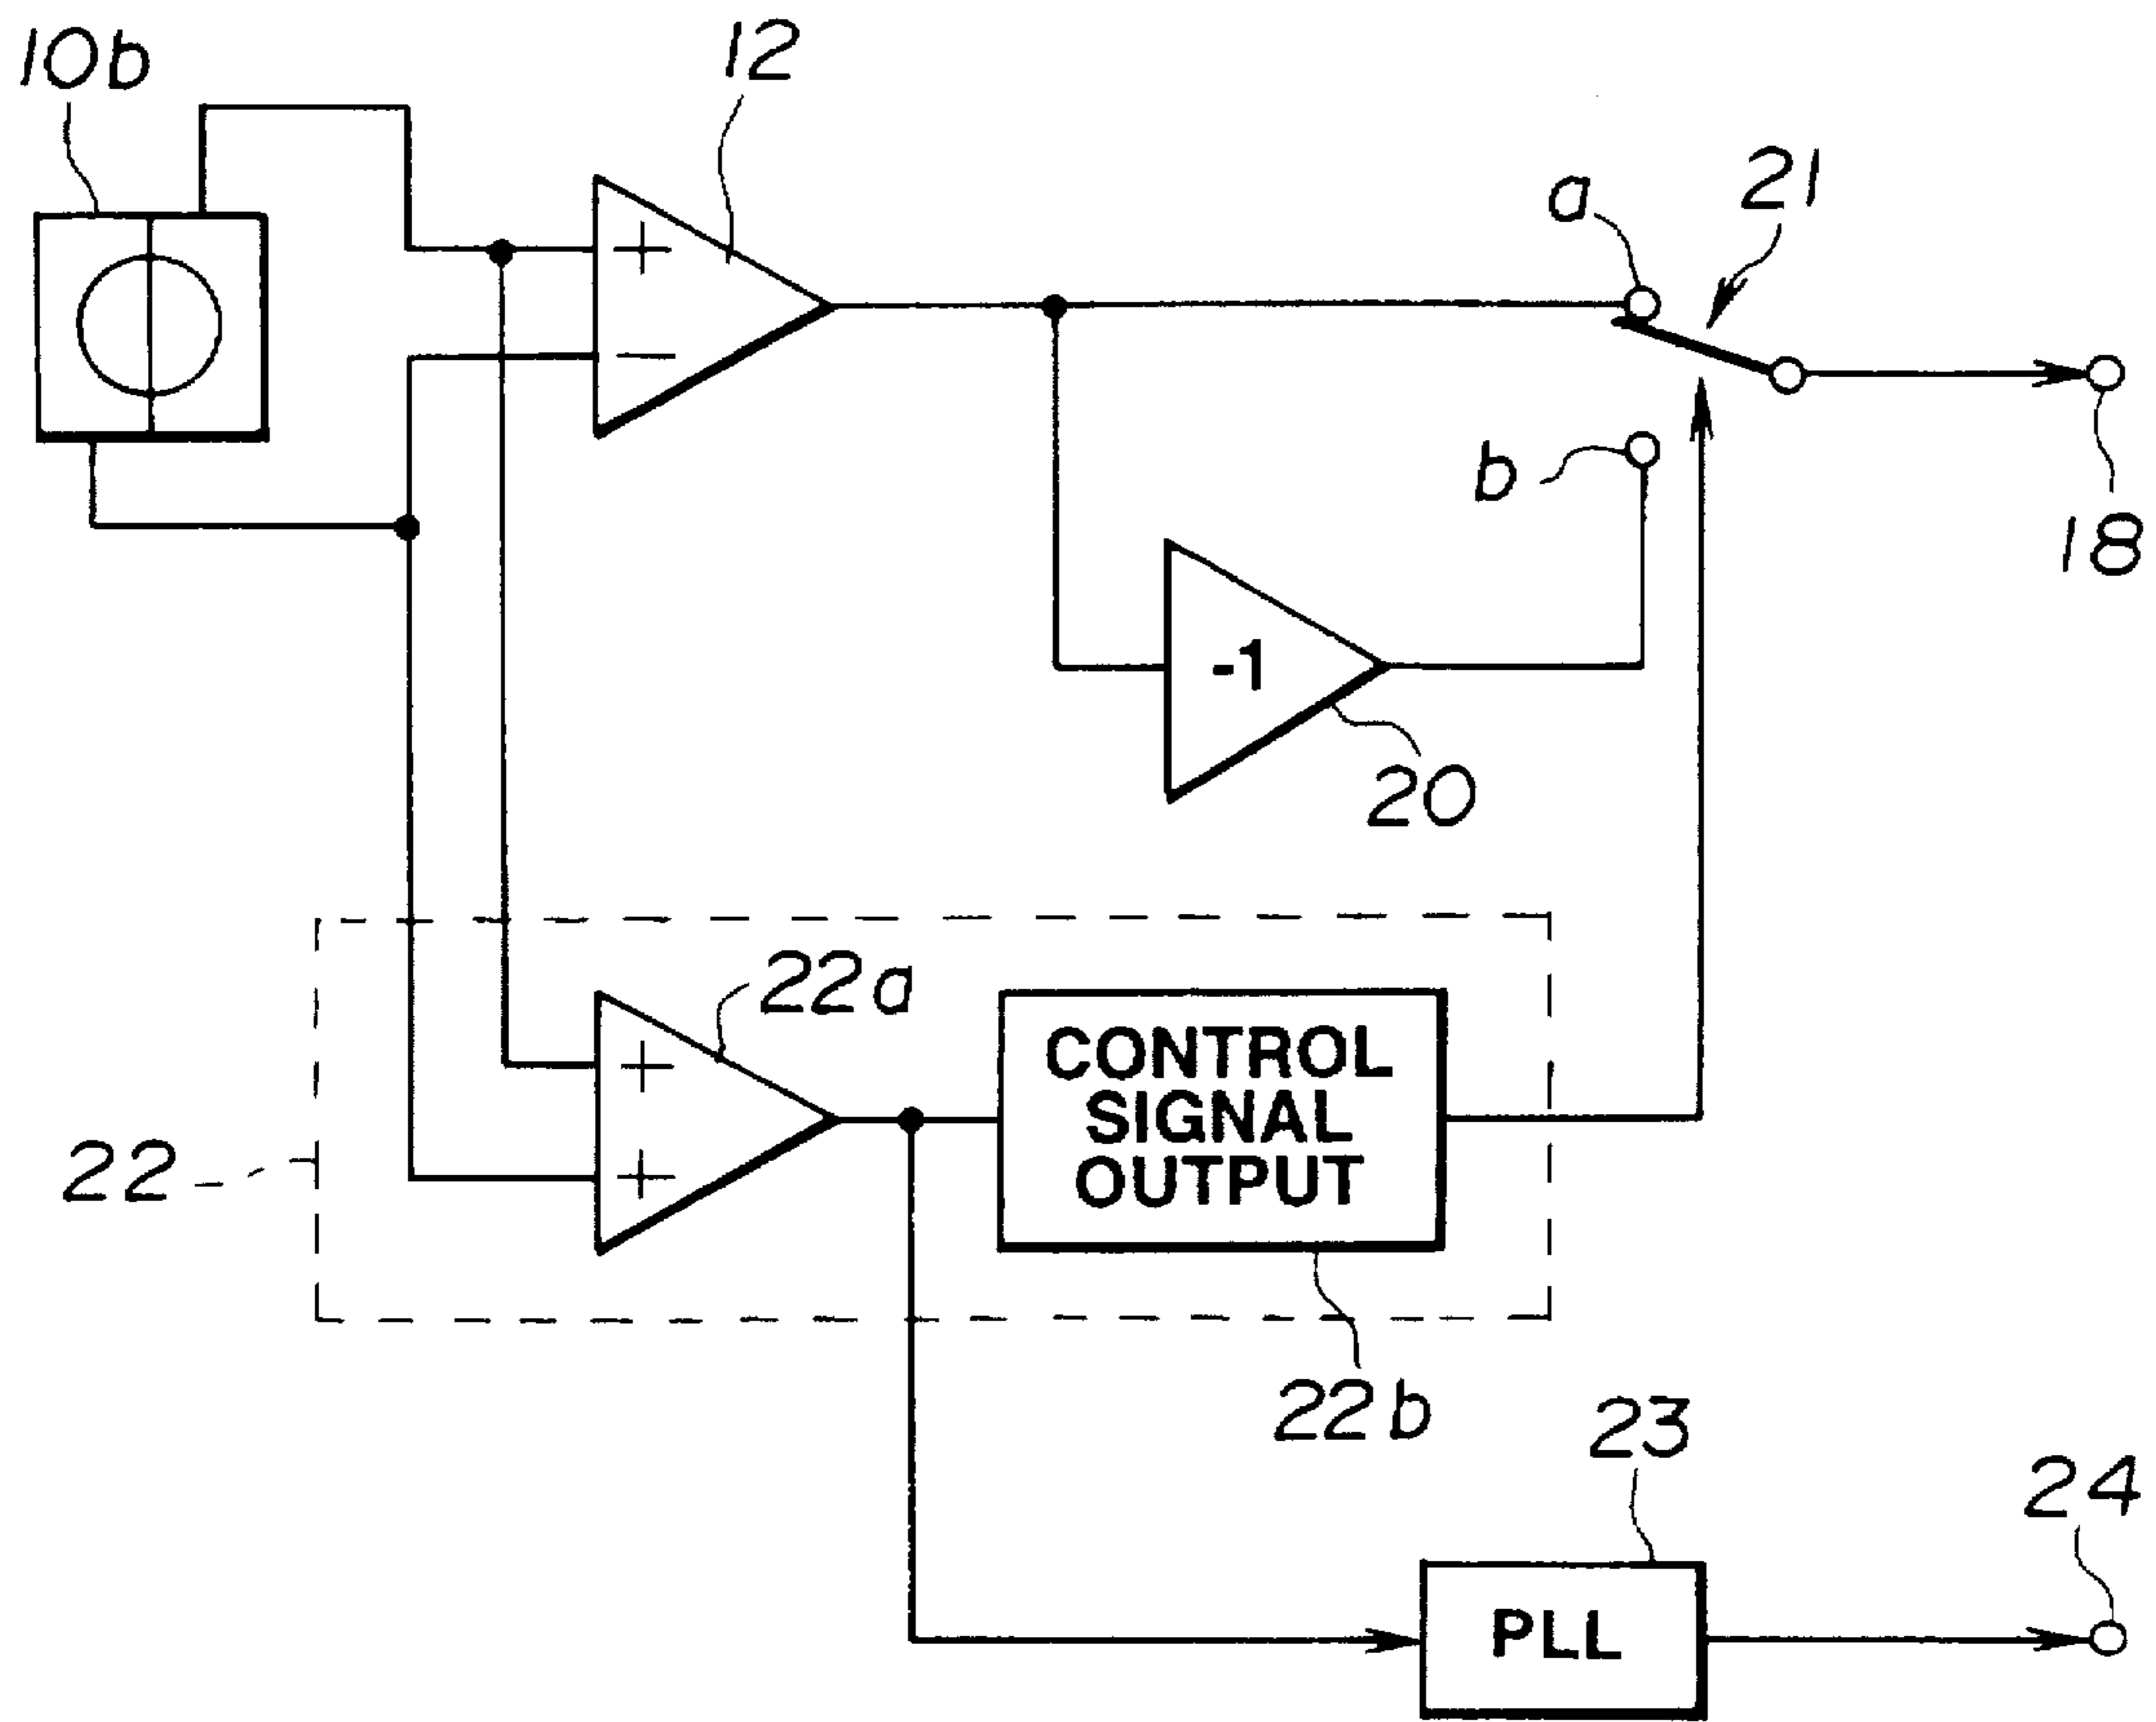 10b
12
a
21
+
−
b
18
-1
20
22a
+
CONTROL
SIGNAL
OUTPUT
22
+
22b
23
24
PLL